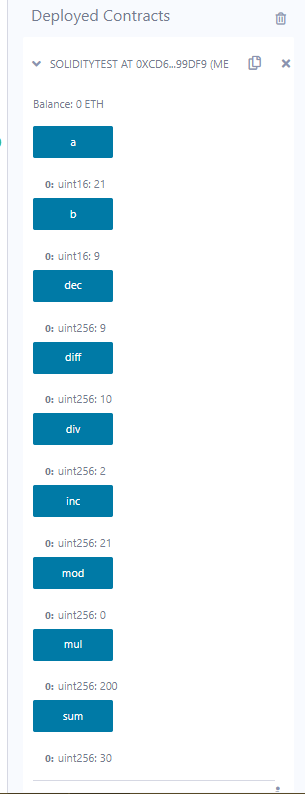 Deployed Contracts
SOLIDITYTEST AT 0XCD6...99DF9 (ME
Balance: 0 ETH
a
0: uint16: 21
b
0: uint16: 9
dec
0: uint256: 9
diff
0: uint256: 10
div
0: uint256: 2
inc
0: uint256: 21
mod
0: uint256: 0
mul
0: uint256: 200
sum
0: uint256: 30